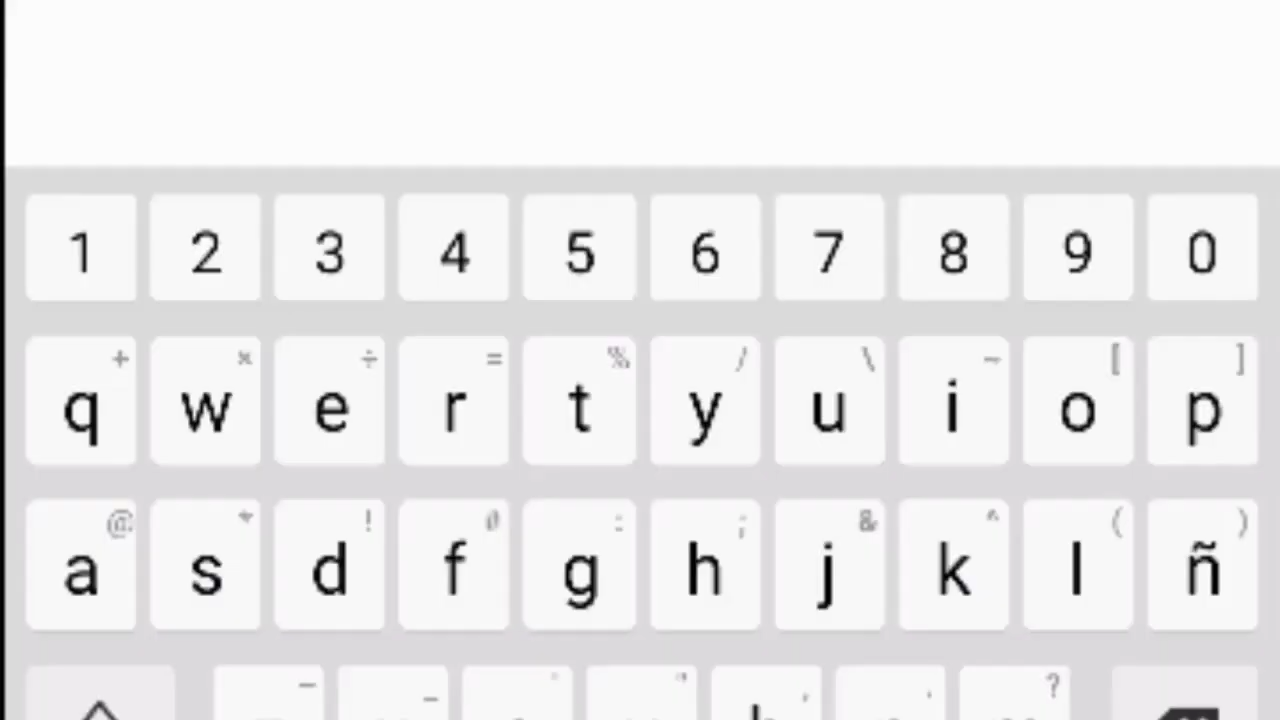 1 2 3 4 5 6 7 8 9 0
+ × ÷ = % / \ ~ [ ]
q w e r t y u i o p
@ * ! # : ; & ^ ( )
a s d f g h j k l ñ
- _ ?
b